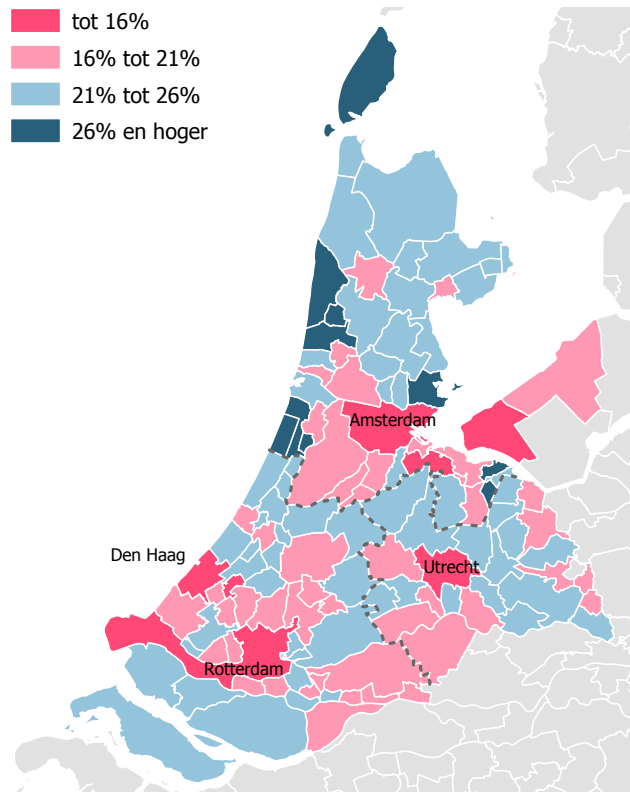 tot 16%
16% tot 21%
21% tot 26%
26% en hoger
Amsterdam
Den Haag
Utrecht
Rotterdam